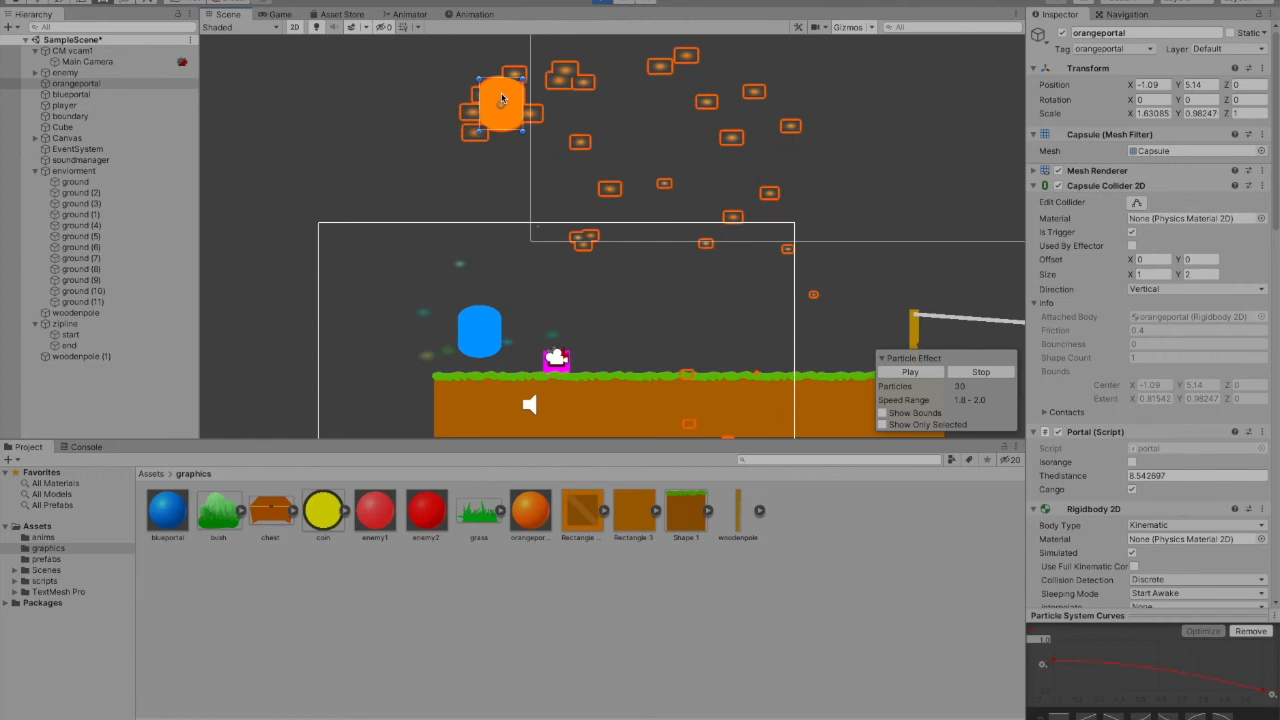 Hierarchy
All
SampleScene*
CM vcam1
Main Camera
enemy
orangeportal
blueportal
player
boundary
Cube
Canvas
EventSystem
soundmanager
enviorment
ground
ground (2)
ground (3)
ground (1)
ground (4)
ground (5)
ground (6)
ground (7)
ground (8)
ground (9)
ground (10)
ground (11)
woodenpole
zipline
start
end
woodenpole (1)
Scene
Game
Asset Store
Animator
Animation
Shaded
2D
0
Gizmos
All
Particle Effect
Play
Stop
Particles 30
Speed Range 1.8 - 2.0
Show Bounds
Show Only Selected
Inspector
Navigation
orangeportal
Static
Tag orangeportal
Layer Default
Transform
Position X -1.09 Y 5.14 Z 0
Rotation X 0 Y 0 Z 0
Scale X 1.63085 Y 0.98247 Z 1
Capsule (Mesh Filter)
Mesh Capsule
Mesh Renderer
Capsule Collider 2D
Edit Collider
Material None (Physics Material 2D)
Is Trigger
Used By Effector
Offset X 0 Y 0
Size X 1 Y 2
Direction Vertical
Info
Attached Body orangeportal (Rigidbody 2D)
Friction 0.4
Bounciness 0
Shape Count 1
Bounds
Center X -1.09 Y 5.14
Extent X 0.81542 Y 0.98247
Contacts
Portal (Script)
Script portal
Isorange
Thedistance 8.542697
Cango
Rigidbody 2D
Body Type Kinematic
Material None (Physics Material 2D)
Simulated
Use Full Kinematic Cor
Collision Detection Discrete
Sleeping Mode Start Awake
Particle System Curves
Optimize
Remove
1.0
Project
Console
20
Favorites
All Materials
All Models
All Prefabs
Assets
anims
graphics
prefabs
Scenes
scripts
TextMesh Pro
Packages
Assets
graphics
blueportal
bush
chest
coin
enemy1
enemy2
grass
orangepor...
Rectangle ...
Rectangle 3
Shape 1
woodenpole